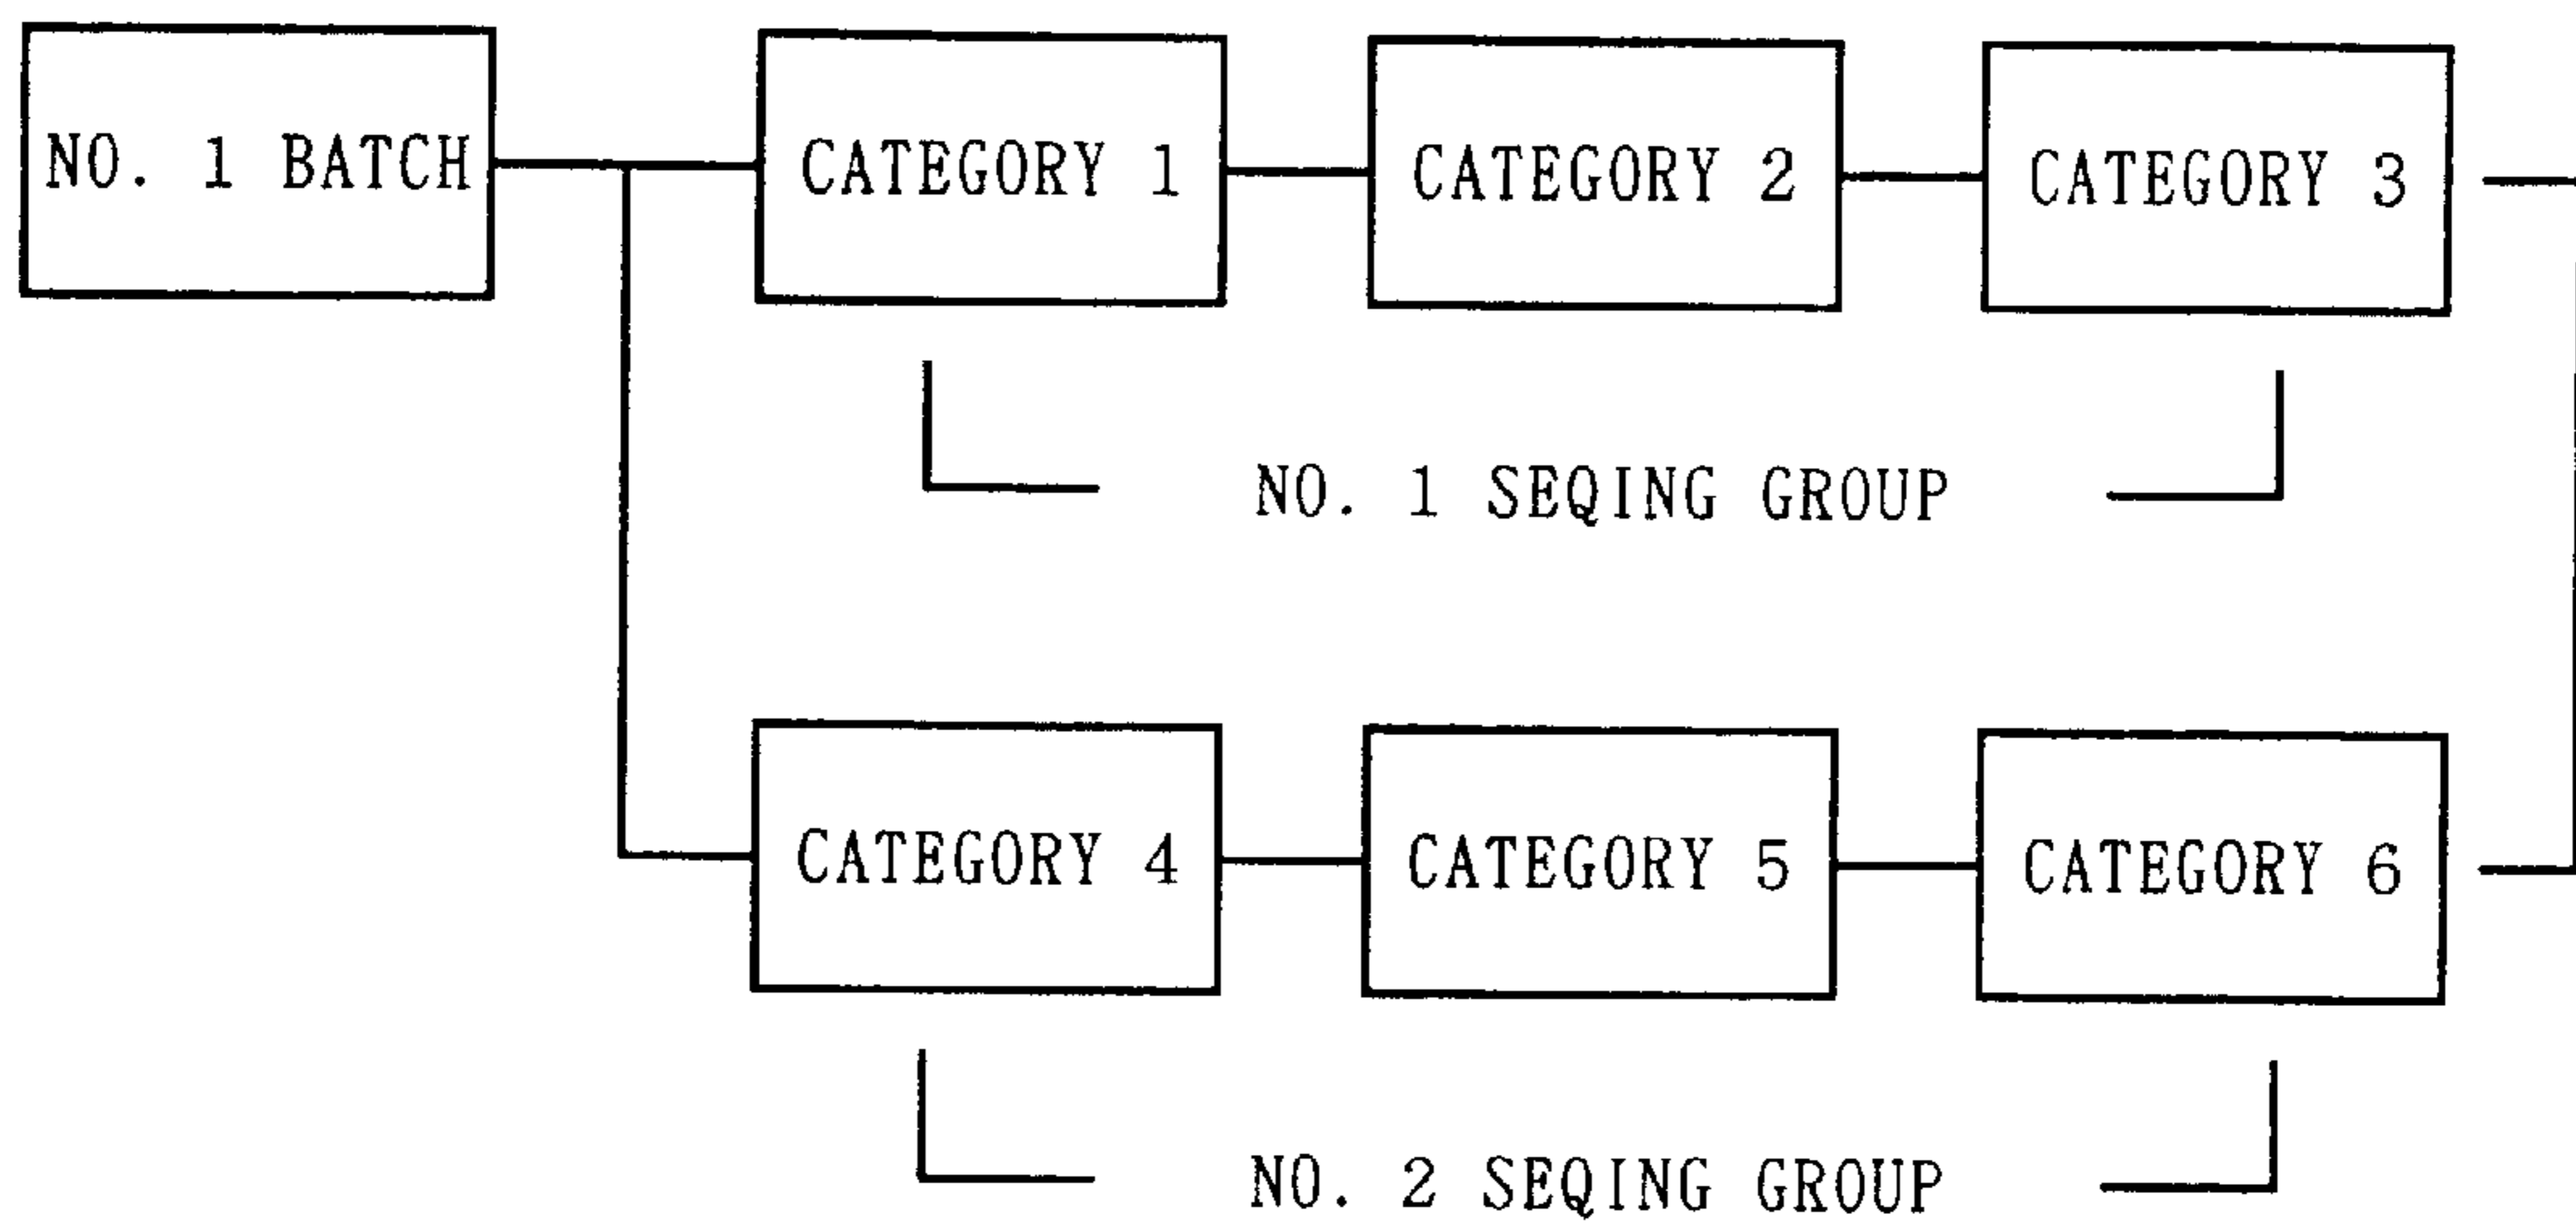 NO. 1 BATCH
CATEGORY 1
CATEGORY 2
CATEGORY 3
NO. 1 SEQING GROUP
CATEGORY 4
CATEGORY 5
CATEGORY 6
NO. 2 SEQING GROUP